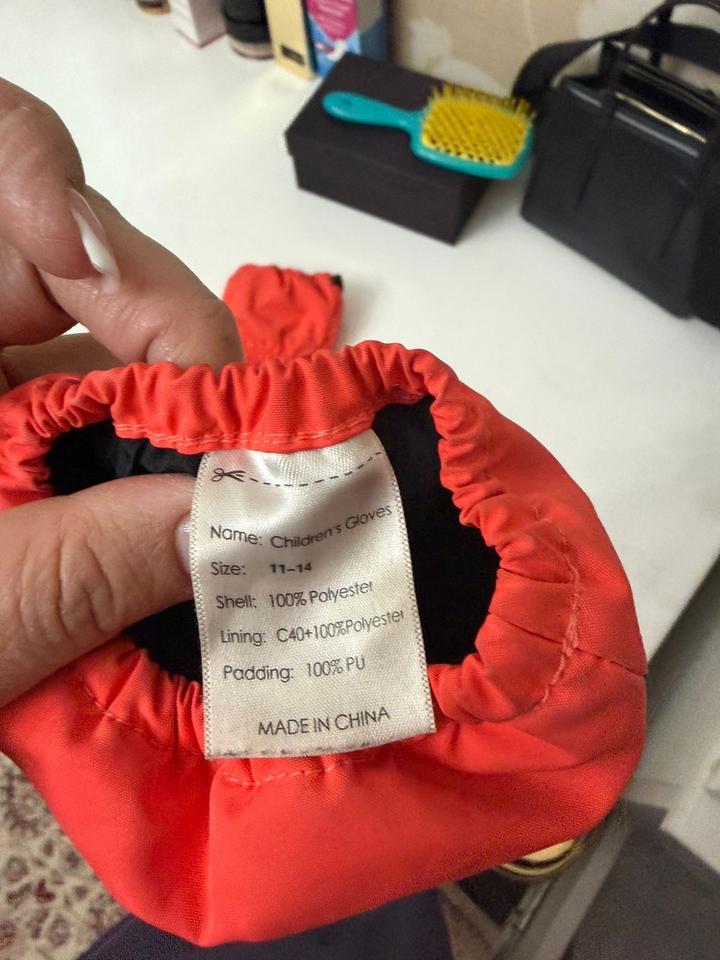 Name: Children's Gloves
Size: 11-14
Shell: 100% Polyester
Lining: C40+100%Polyester
Padding: 100% PU
MADE IN CHINA